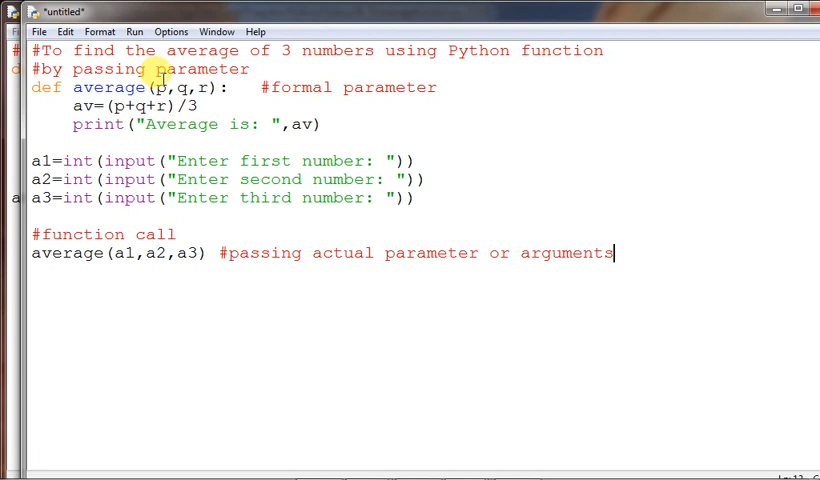 *untitled*
File Edit Format Run Options Window Help
#To find the average of 3 numbers using Python function
#by passing parameter
def average(p,q,r): #formal parameter
av=(p+q+r)/3
print("Average is: ",av)
a1=int(input("Enter first number: "))
a2=int(input("Enter second number: "))
a3=int(input("Enter third number: "))
#function call
average(a1,a2,a3) #passing actual parameter or arguments